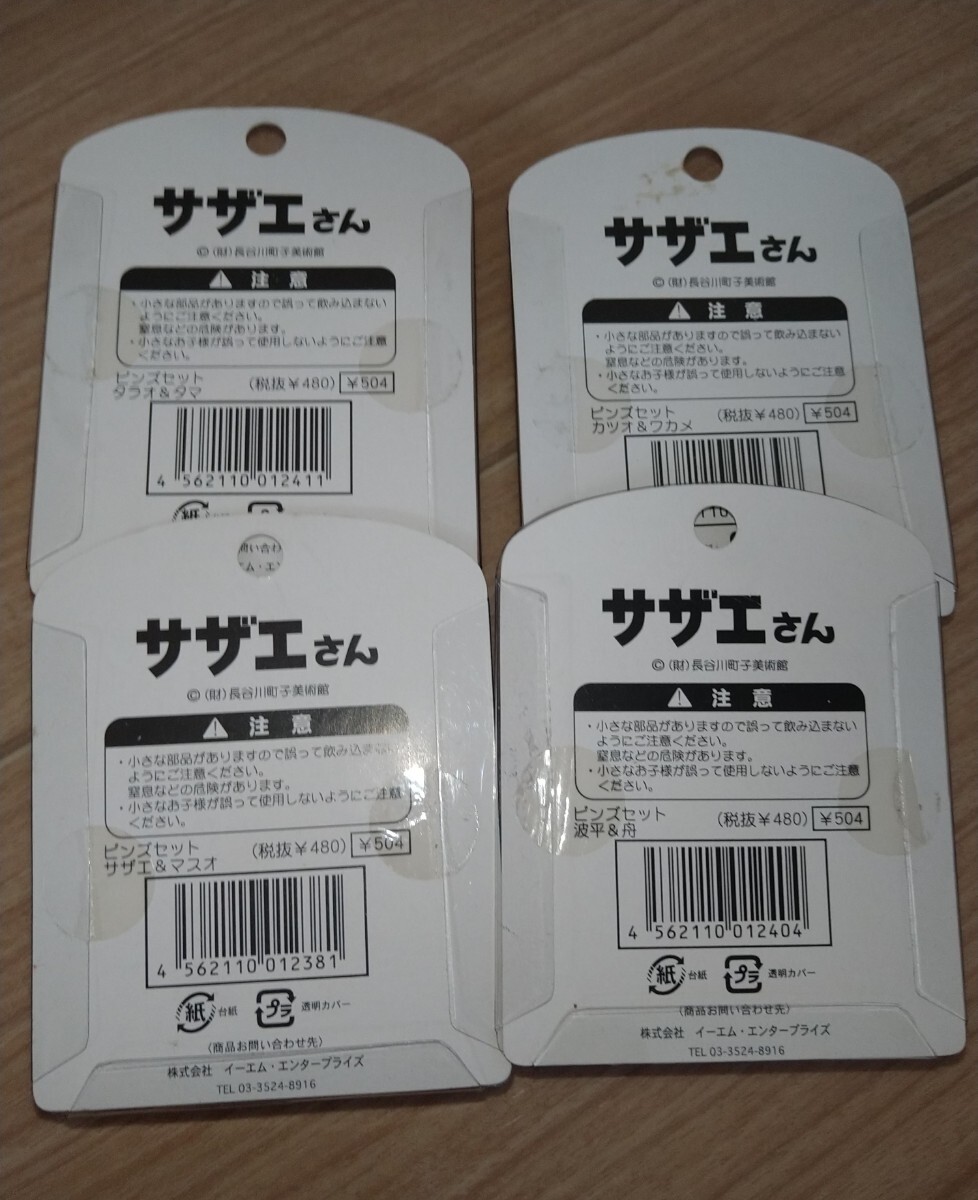 サザエさん
©(財)長谷川町子美術館
⚠ 注意
・小さな部品がありますので誤って飲み込まない
ようにご注意ください。
窒息などの危険があります。
・小さなお子様が誤って使用しないようにご注意
ください。
ピンズセット (税抜¥480) ¥504
タラオ&タマ
4 562110 012411
紙
サザエさん
©(財)長谷川町子美術館
⚠ 注意
・小さな部品がありますので誤って飲み込まない
ようにご注意ください。
窒息などの危険があります。
・小さなお子様が誤って使用しないようにご注意
ください。
ピンズセット (税抜¥480) ¥504
カツオ&ワカメ
問い合わ
ム・エン
サザエさん
©(財)長谷川町子美術館
⚠ 注意
・小さな部品がありますので誤って飲み込まない
ようにご注意ください。
窒息などの危険があります。
・小さなお子様が誤って使用しないようにご注意
ください。
ピンズセット (税抜¥480) ¥504
サザエ&マスオ
4 562110 012381
紙 台紙 プラ 透明カバー
(商品お問い合わせ先)
株式会社 イーエム・エンタープライズ
TEL 03-3524-8916
サザエさん
©(財)長谷川町子美術館
⚠ 注意
・小さな部品がありますので誤って飲み込まない
ようにご注意ください。
窒息などの危険があります。
・小さなお子様が誤って使用しないようにご注意
ください。
ピンズセット (税抜¥480) ¥504
波平&舟
4 562110 012404
紙 台紙 プラ 透明カバー
(商品お問い合わせ先)
株式会社 イーエム・エンタープライズ
TEL 03-3524-8916